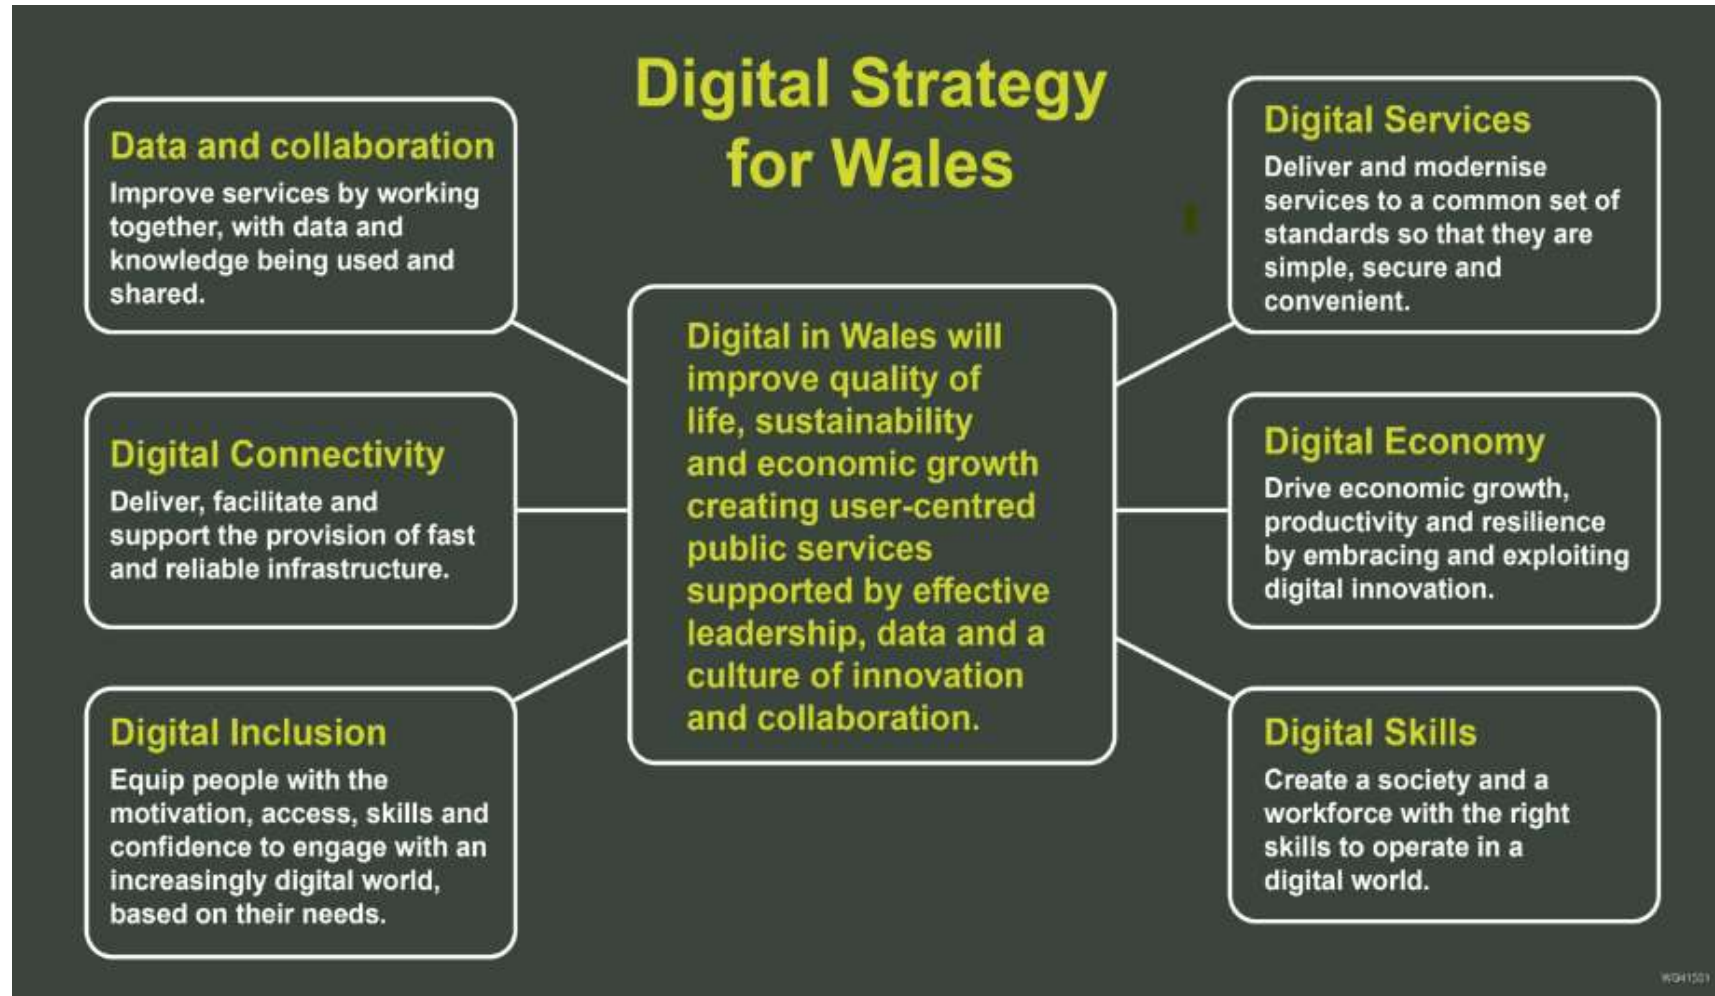 Digital Strategy
for Wales
Data and collaboration
Improve services by working
together, with data and
knowledge being used and
shared.
Digital Connectivity
Deliver, facilitate and
support the provision of fast
and reliable infrastructure.
Digital Inclusion
Equip people with the
motivation, access, skills and
confidence to engage with an
increasingly digital world,
based on their needs.
Digital in Wales will
improve quality of
life, sustainability
and economic growth
creating user-centred
public services
supported by effective
leadership, data and a
culture of innovation
and collaboration.
Digital Services
Deliver and modernise
services to a common set of
standards so that they are
simple, secure and
convenient.
Digital Economy
Drive economic growth,
productivity and resilience
by embracing and exploiting
digital innovation.
Digital Skills
Create a society and a
workforce with the right
skills to operate in a
digital world.
WG41501